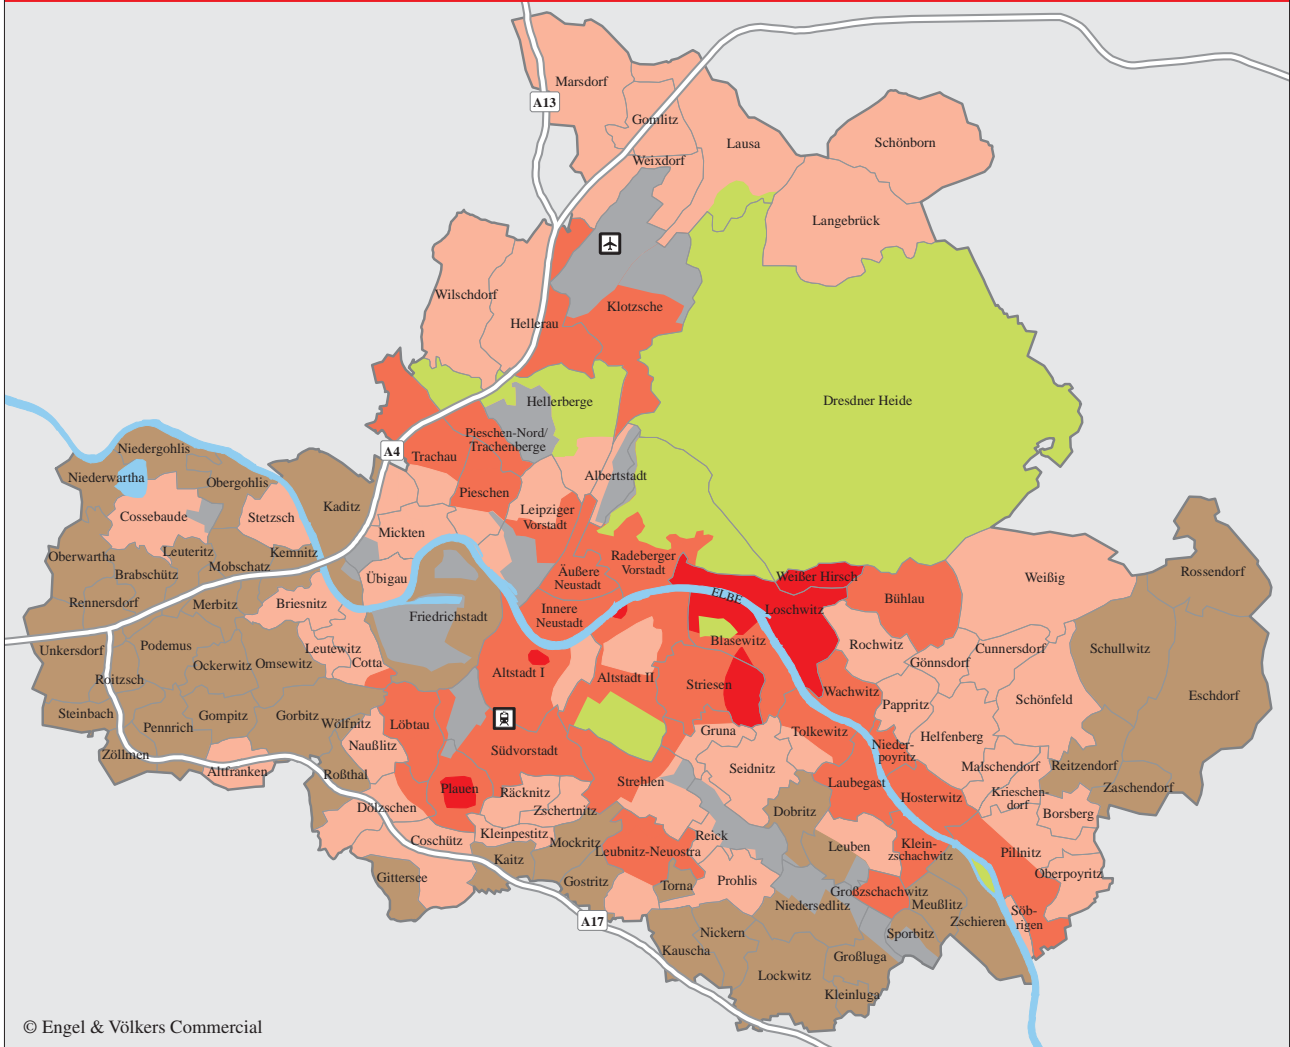 Marsdorf
A13
Gomlitz
Lausa
Schönborn
Weixdorf
Langebrück
Wilschdorf
Klotzsche
Hellerau
Dresdner Heide
Hellerberge
Pieschen-Nord/
Trachenberge
A4
Trachau
Niedergohlis
Niederwartha
Obergohlis
Albertstadt
Pieschen
Kaditz
Leipziger
Vorstadt
Cossebaude
Stetzsch
Mickten
Oberwartha
Leuteritz
Kemnitz
Mobschatz
Brabschütz
Übigau
Radeberger
Vorstadt
Äußere
Neustadt
Weißer Hirsch
Weißig
Rossendorf
Rennersdorf
Merbitz
Briesnitz
Friedrichstadt
Innere
Neustadt
ELBE
Loschwitz
Bühlau
Unkersdorf
Podemus
Ockerwitz
Omsewitz
Leutewitz
Cotta
Blasewitz
Rochwitz
Gönnsdorf
Cunnersdorf
Schullwitz
Roitzsch
Altstadt I
Altstadt II
Striesen
Wachwitz
Pappritz
Schönfeld
Eschdorf
Steinbach
Pennrich
Gompitz
Gorbitz
Wölfnitz
Löbtau
Gruna
Tolkewitz
Helfenberg
Zöllmen
Naußlitz
Südvorstadt
Nieder-
poyritz
Altfranken
Roßthal
Seidnitz
Malschendorf
Reitzendorf
Plauen
Räcknitz
Strehlen
Laubegast
Hosterwitz
Krieschen-
dorf
Zaschendorf
Dölzschen
Zschertnitz
Dobritz
Borsberg
Coschütz
Kleinpestitz
Mockritz
Reick
Leuben
Klein-
zschachwitz
Kaitz
Leubnitz-Neuostra
Pillnitz
Gittersee
Gostritz
Torna
Prohlis
Großzschachwitz
Oberpoyritz
Niedersedlitz
Meußlitz
Zschieren
Söb-
rigen
A17
Nickern
Sporbitz
Kauscha
Großluga
Lockwitz
Kleinluga
© Engel & Völkers Commercial